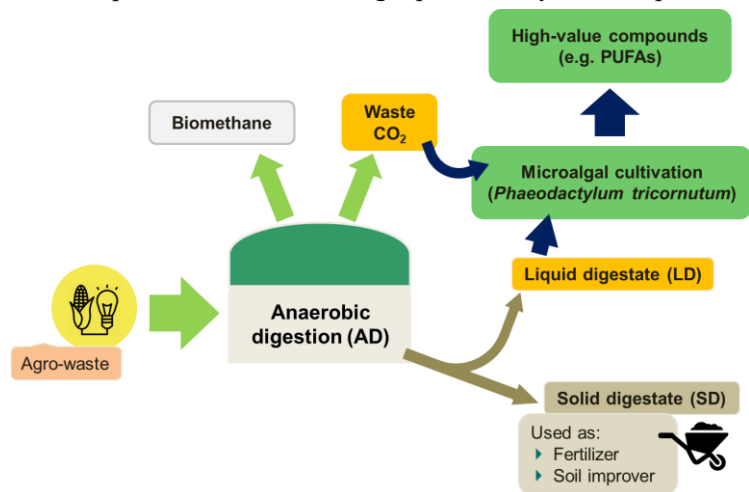 High-value compounds
(e.g. PUFAs)
Biomethane
Waste
CO₂
Microalgal cultivation
(Phaeodactylum tricornutum)
Liquid digestate (LD)
Anaerobic
digestion (AD)
Agro-waste
Solid digestate (SD)
Used as:
Fertilizer
Soil improver